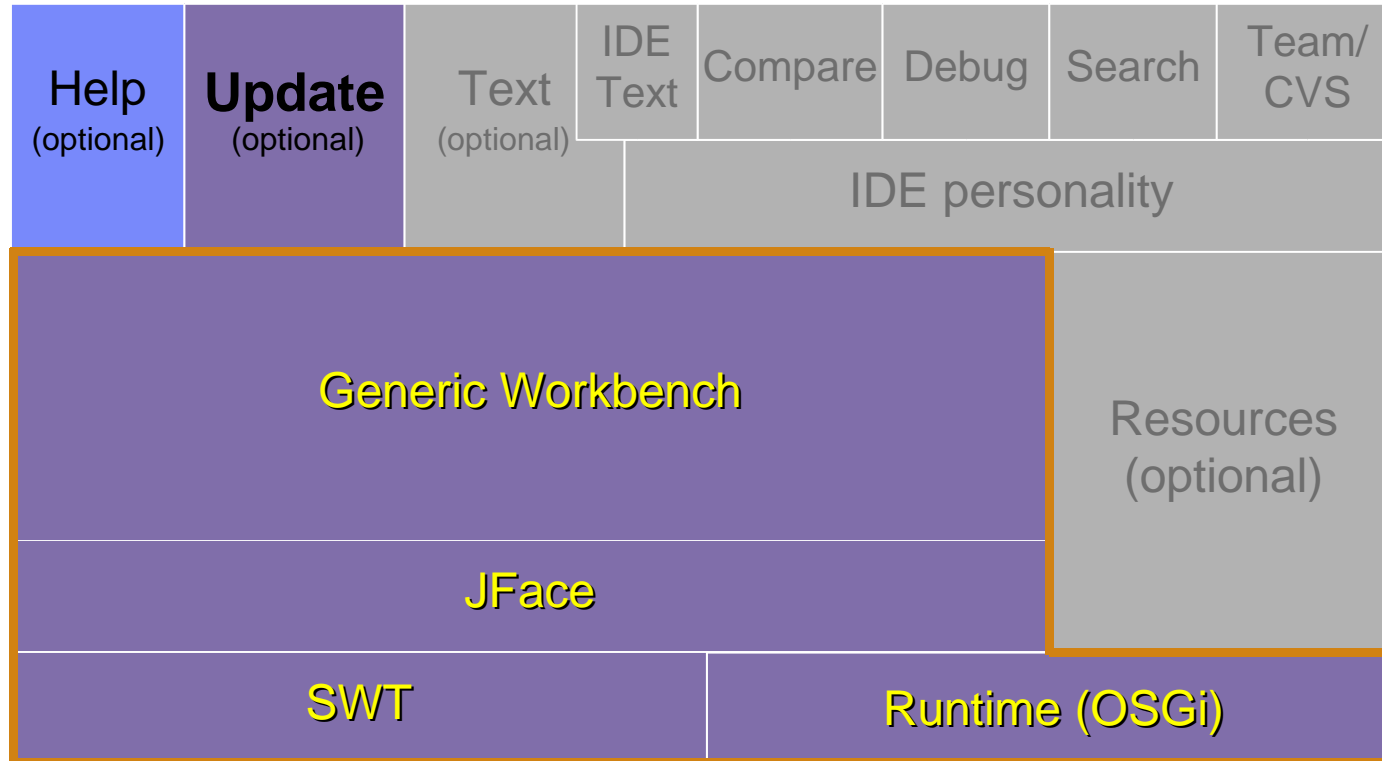 Help
(optional)
Update
(optional)
Text
(optional)
IDE
Text
Compare
Debug
Search
Team/
CVS
IDE personality
Generic Workbench
Resources
(optional)
JFace
SWT
Runtime (OSGi)